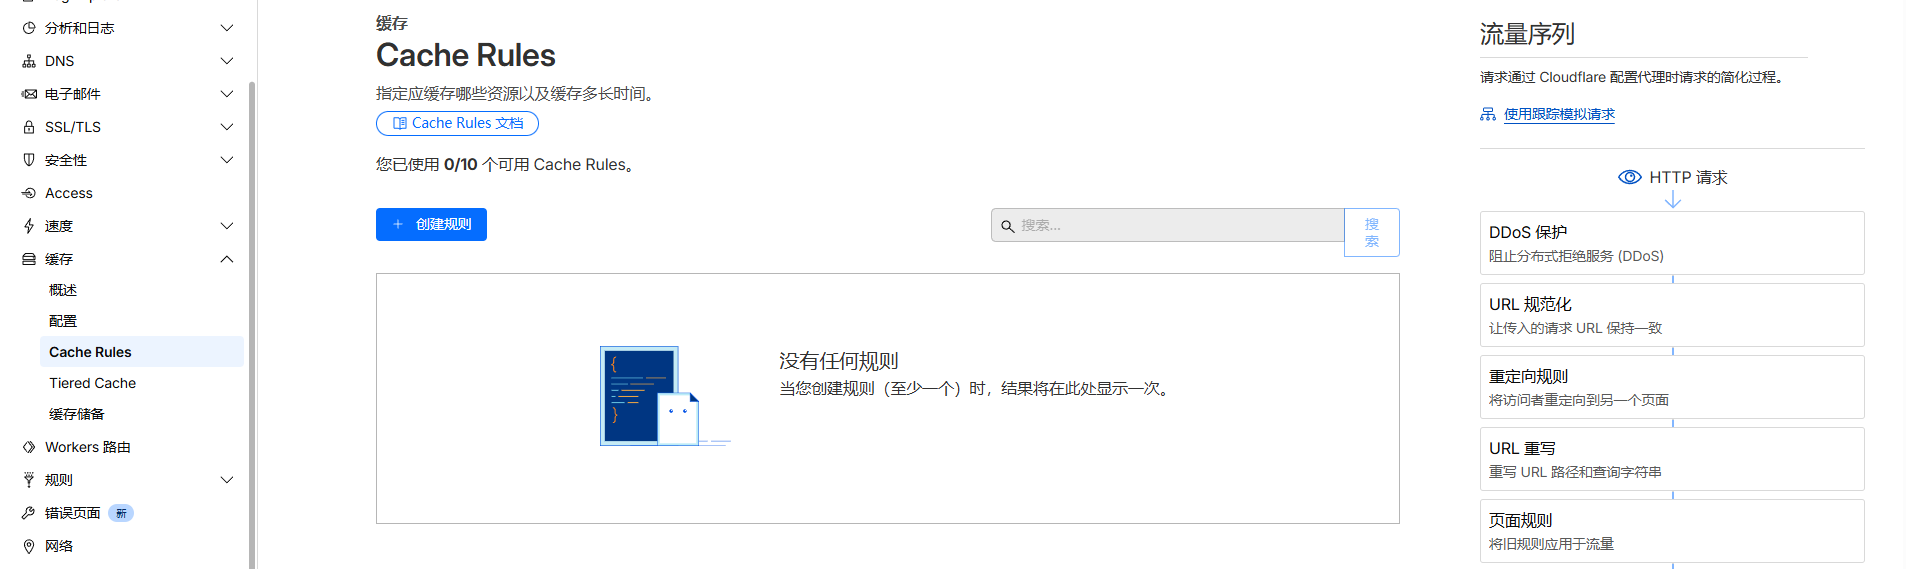 分析和日志
DNS
电子邮件
SSL/TLS
安全性
Access
速度
缓存
概述
配置
Cache Rules
Tiered Cache
缓存储备
Workers 路由
规则
错误页面 新
网络
缓存
Cache Rules
指定应缓存哪些资源以及缓存多长时间。
Cache Rules 文档
您已使用 0/10 个可用 Cache Rules。
+ 创建规则
搜索...
搜
索
没有任何规则
当您创建规则（至少一个）时，结果将在此处显示一次。
流量序列
请求通过 Cloudflare 配置代理时请求的简化过程。
使用跟踪模拟请求
HTTP 请求
DDoS 保护
阻止分布式拒绝服务 (DDoS)
URL 规范化
让传入的请求 URL 保持一致
重定向规则
将访问者重定向到另一个页面
URL 重写
重写 URL 路径和查询字符串
页面规则
将旧规则应用于流量